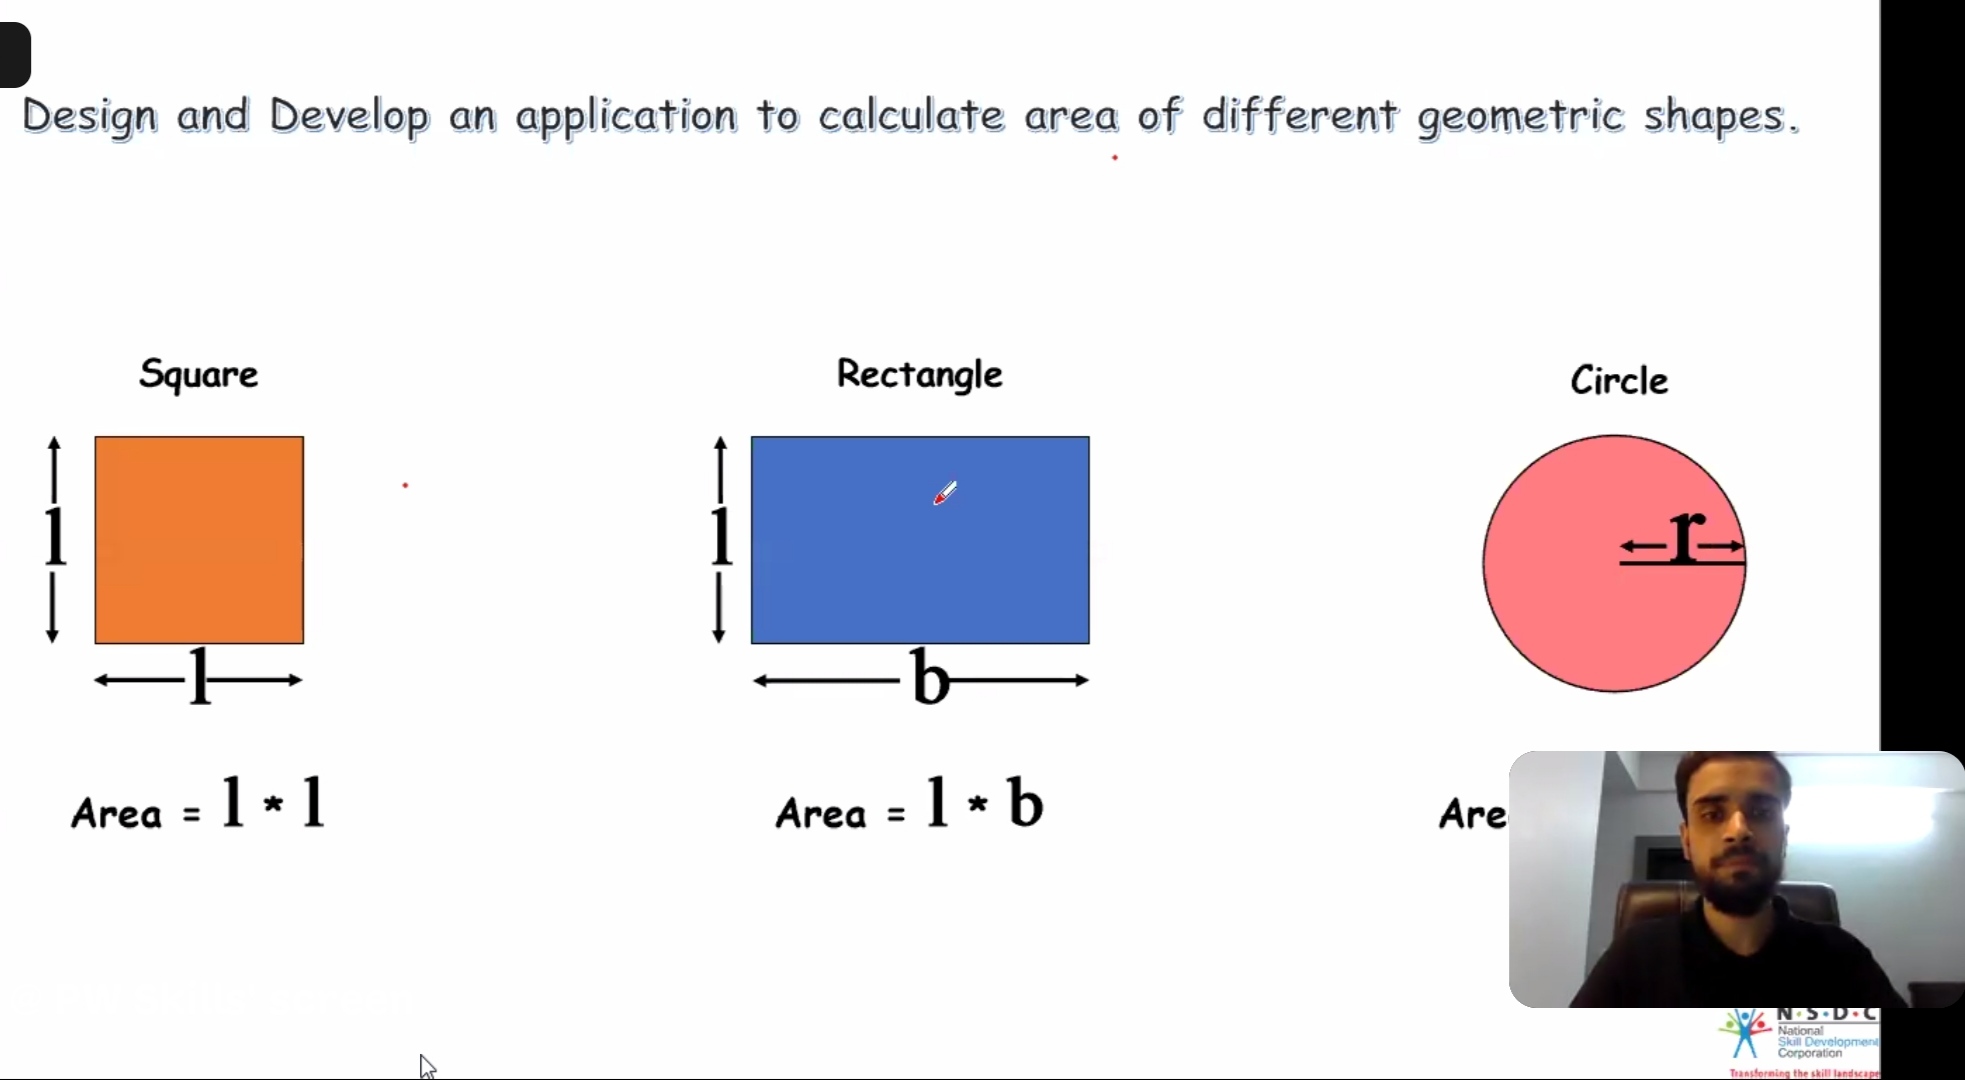 Design and Develop an application to calculate area of different geometric shapes.
Square
Rectangle
Circle
l
l
r
l
b
Area = l * l
Area = l * b
Are
N·S·D·C
National
Skill Development
Corporation
Transforming the skill landscape